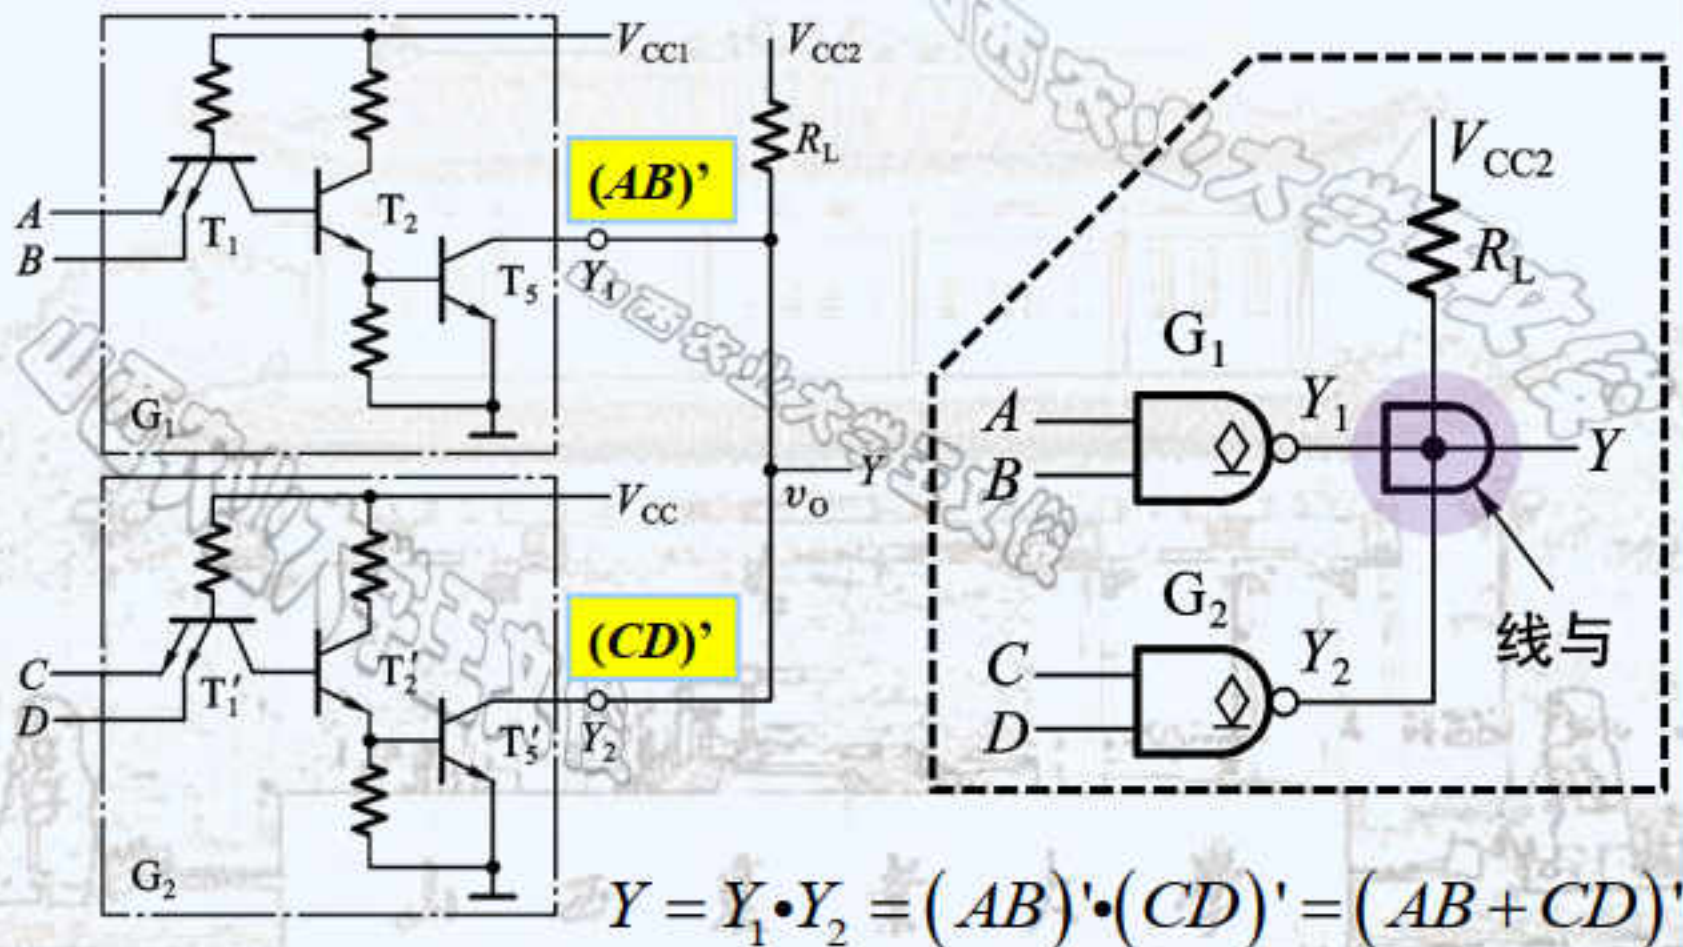 V_CC1
V_CC2
R_L
(AB)’
A
B
T_1
T_2
T_5
Y_1
G_1
Y
v_O
V_CC
(CD)’
C
D
T_1'
T_2'
T_5'
Y_2
G_2
V_CC2
R_L
G_1
A
B
Y_1
Y
G_2
线与
C
D
Y_2
Y = Y_1•Y_2 = (AB)'•(CD)' = (AB + CD)'